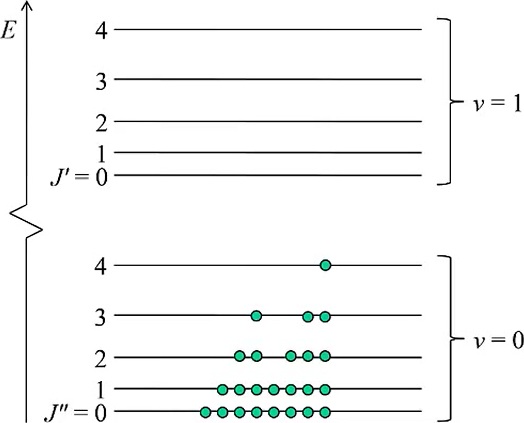 E
4
3
2
1
J′ = 0
v = 1
4
3
2
1
J″ = 0
v = 0